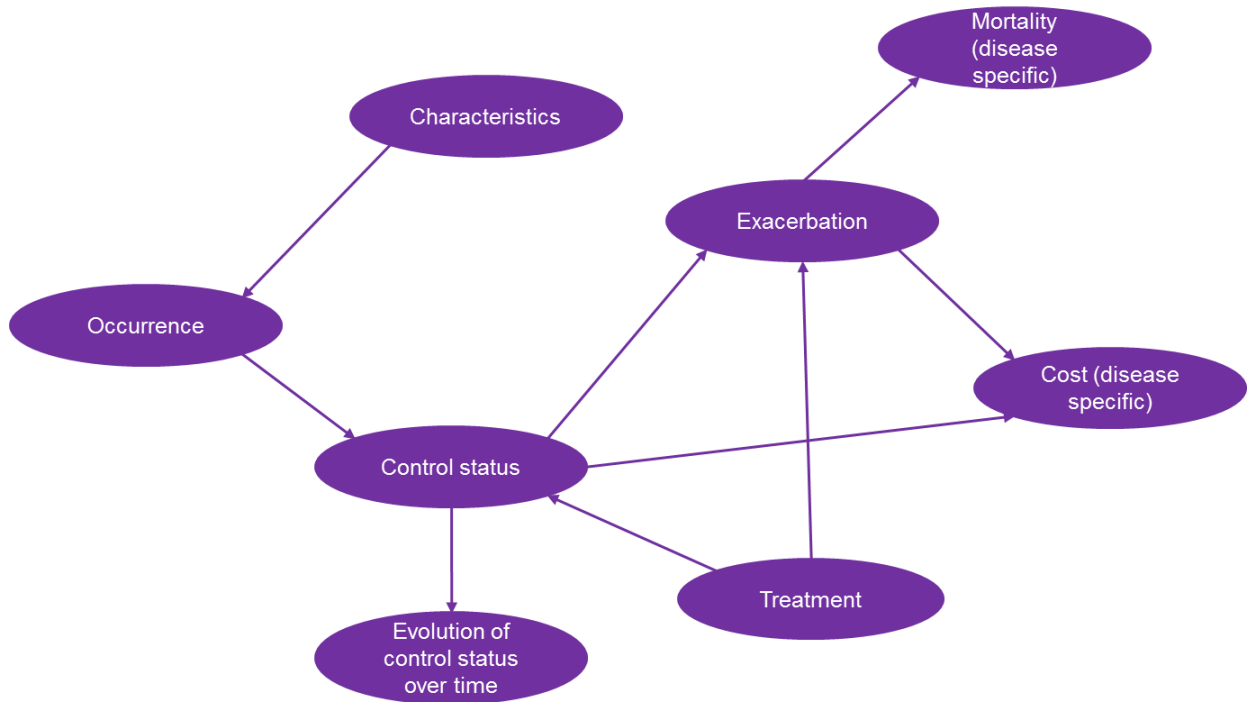 Mortality
(disease
specific)
Characteristics
Exacerbation
Occurrence
Cost (disease
specific)
Control status
Treatment
Evolution of
control status
over time